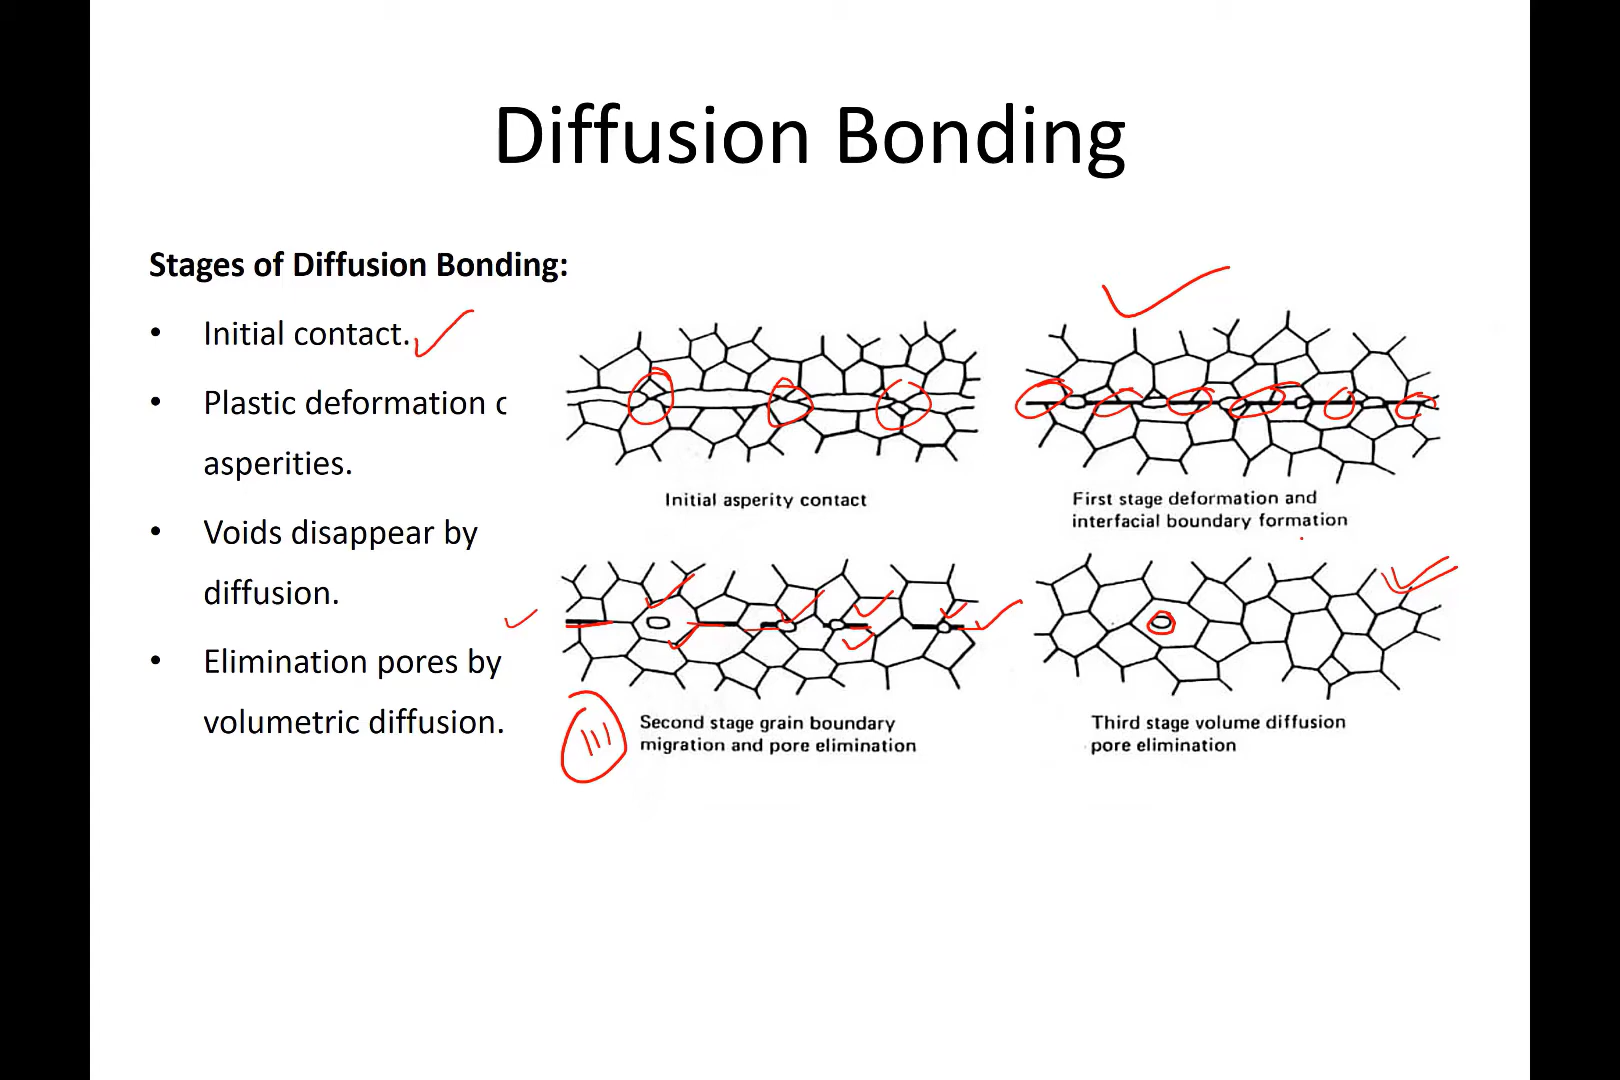 Diffusion Bonding
Stages of Diffusion Bonding:
• Initial contact.
• Plastic deformation
asperities.
• Voids disappear by
diffusion.
• Elimination pores by
volumetric diffusion.
Initial asperity contact
First stage deformation and
interfacial boundary formation
III
Second stage grain boundary
migration and pore elimination
Third stage volume diffusion
pore elimination